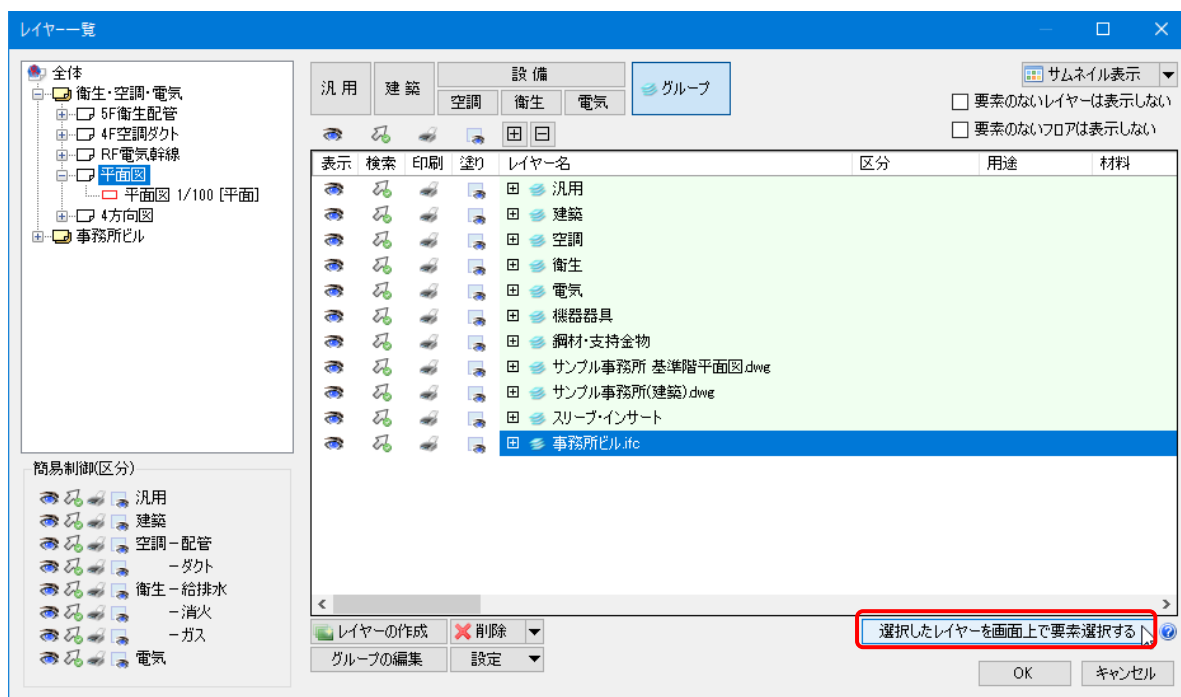 レイヤー一覧
全体
衛生・空調・電気
5F衛生配管
4F空調ダクト
RF電気幹線
平面図
平面図 1/100 [平面]
4方向図
事務所ビル
簡易制御(区分)
汎用
建築
空調－配管
－ダクト
衛生－給排水
－消火
－ガス
電気
汎用 建築 設備 グループ
空調 衛生 電気
サムネイル表示
要素のないレイヤーは表示しない
要素のないフロアは表示しない
表示 検索 印刷 塗り レイヤー名 区分 用途 材料
汎用
建築
空調
衛生
電気
機器器具
鋼材・支持金物
サンプル事務所 基準階平面図.dwg
サンプル事務所(建築).dwg
スリーブ・インサート
事務所ビル.ifc
レイヤーの作成 削除 選択したレイヤーを画面上で要素選択する
グループの編集 設定
OK キャンセル